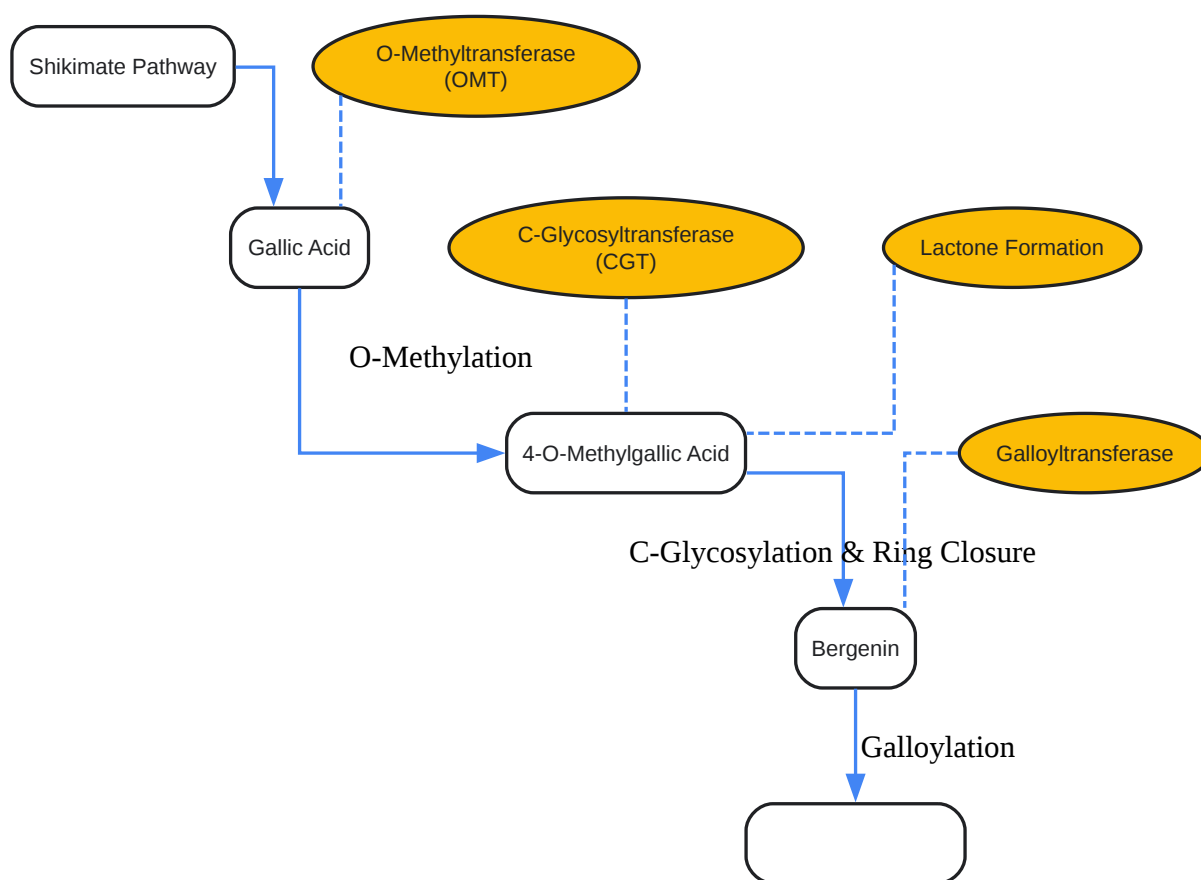 Shikimate Pathway
O-Methyltransferase
(OMT)
Gallic Acid
C-Glycosyltransferase
(CGT)
Lactone Formation
O-Methylation
4-O-Methylgallic Acid
Galloyltransferase
C-Glycosylation & Ring Closure
Bergenin
Galloylation